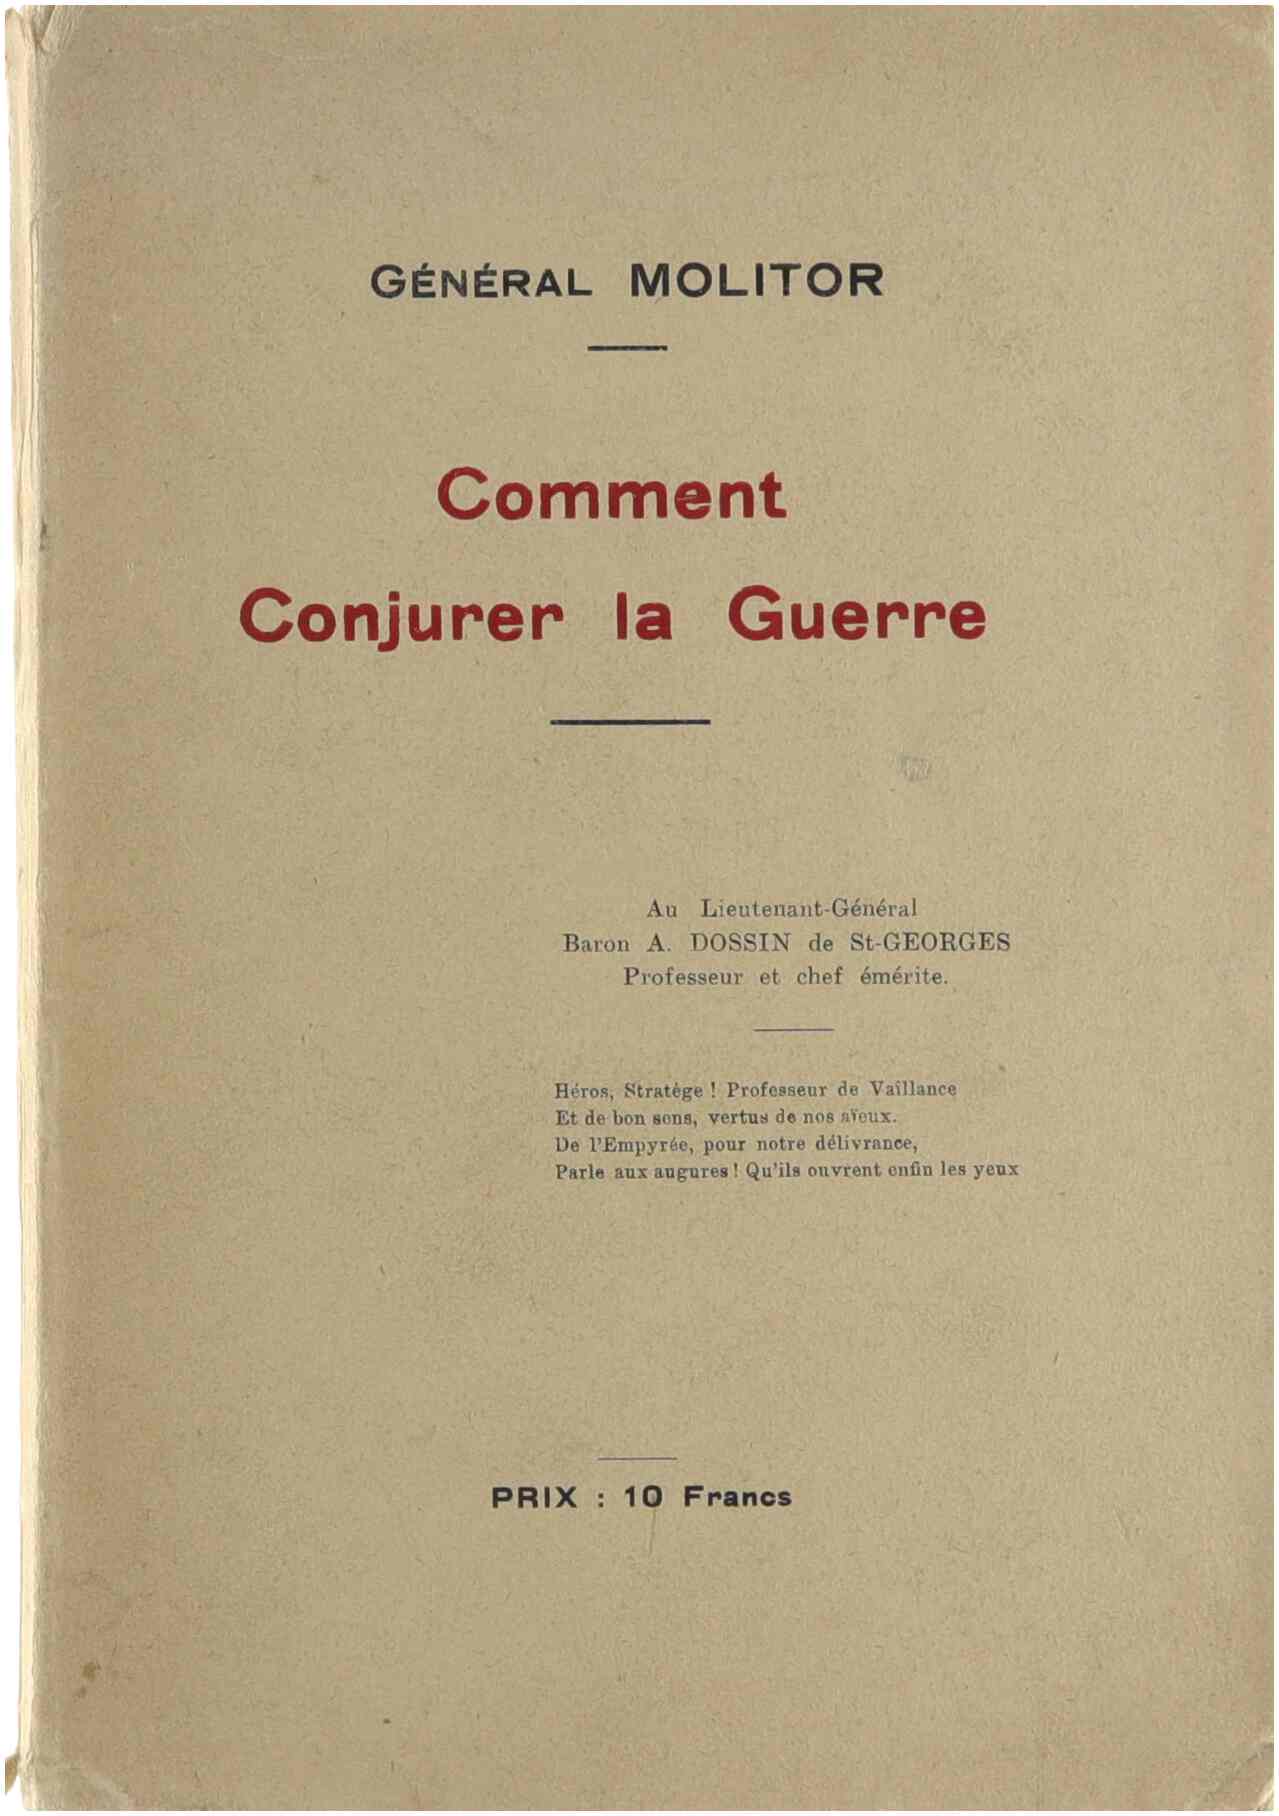 GÉNÉRAL MOLITOR
Comment
Conjurer la Guerre
Au Lieutenant-Général
Baron A. DOSSIN de St-GEORGES
Professeur et chef émérite.
Héros, Stratège ! Professeur de Vaillance
Et de bon sens, vertus de nos aïeux.
De l'Empyrée, pour notre délivrance,
Parle aux augures ! Qu'ils ouvrent enfin les yeux
PRIX : 10 Francs